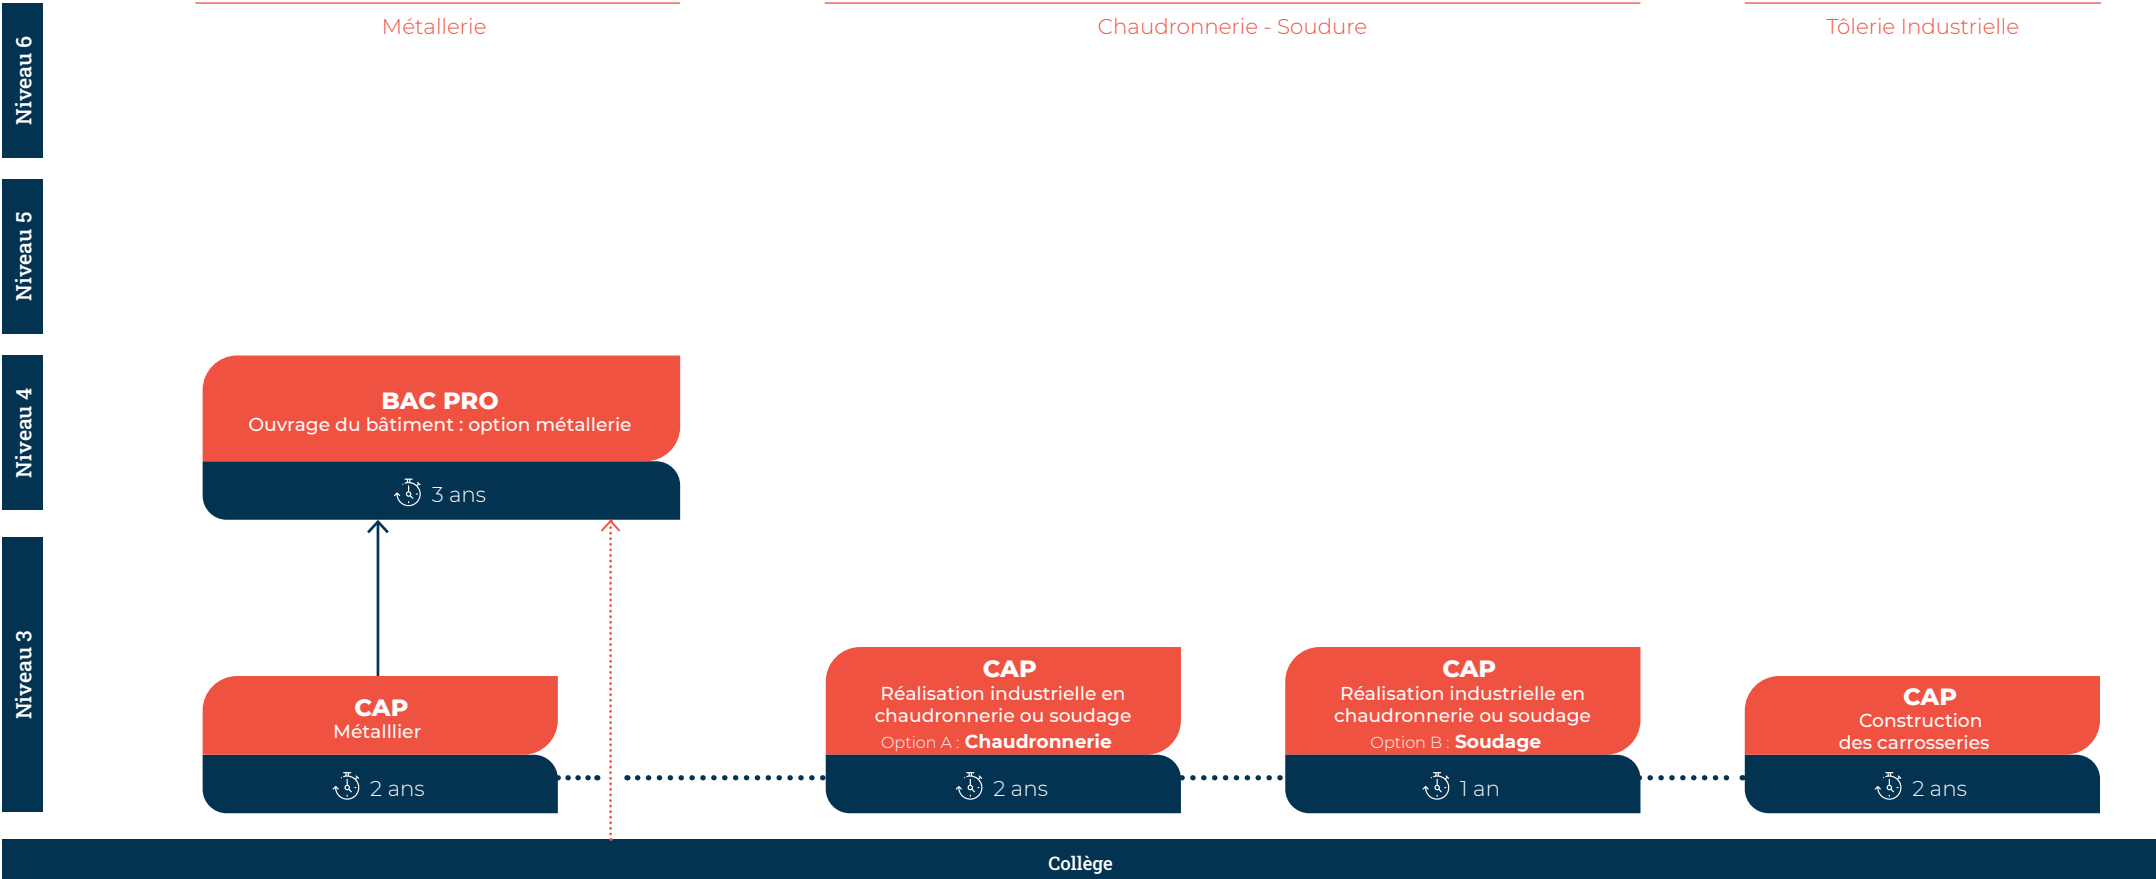 Métallerie
Chaudronnerie - Soudure
Tôlerie Industrielle
Niveau 6
Niveau 5
Niveau 4
BAC PRO
Ouvrage du bâtiment : option métallerie
3 ans
Niveau 3
CAP
Métalllier
2 ans
CAP
Réalisation industrielle en
chaudronnerie ou soudage
Option A : Chaudronnerie
2 ans
CAP
Réalisation industrielle en
chaudronnerie ou soudage
Option B : Soudage
1 an
CAP
Construction
des carrosseries
2 ans
Collège